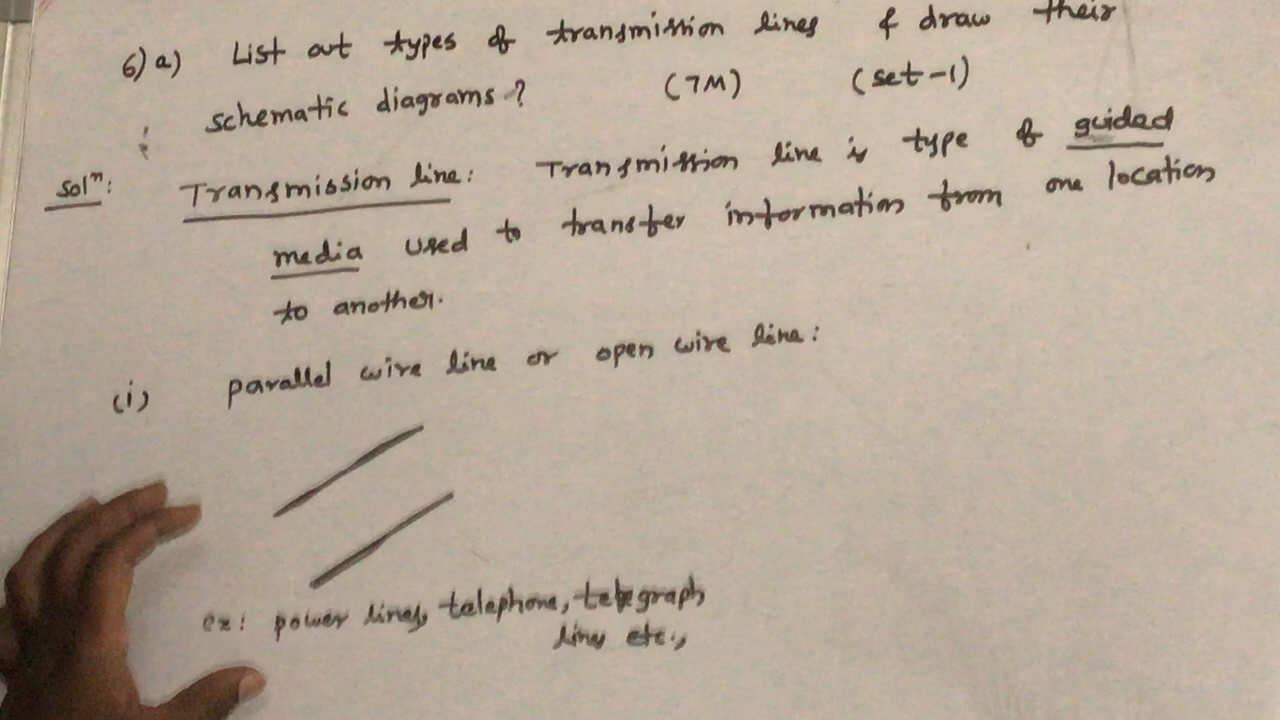 6) a) List out types of transmission lines & draw their
schematic diagrams? (7M) (set-1)
Solⁿ: Transmission line: Transmission line is type of guided
media used to transfer information from one location
to another.
(i) parallel wire line or open wire line:
ex: power lines, telephone, telegraph
lines etc.,